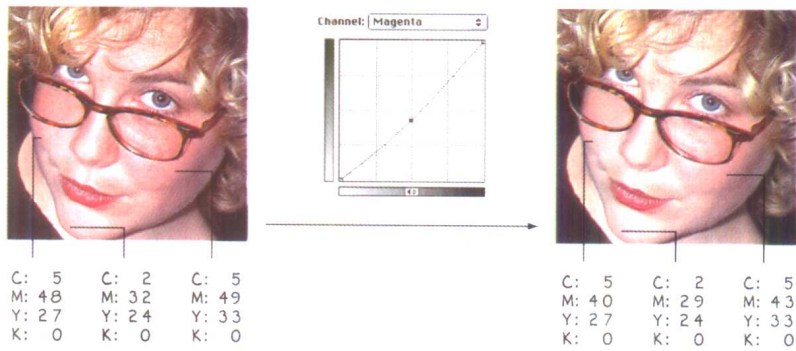 Channel: Magenta
C: 5 C: 2 C: 5
M: 48 M: 32 M: 49
Y: 27 Y: 24 Y: 33
K: 0 K: 0 K: 0
C: 5 C: 2 C: 5
M: 40 M: 29 M: 43
Y: 27 Y: 24 Y: 33
K: 0 K: 0 K: 0